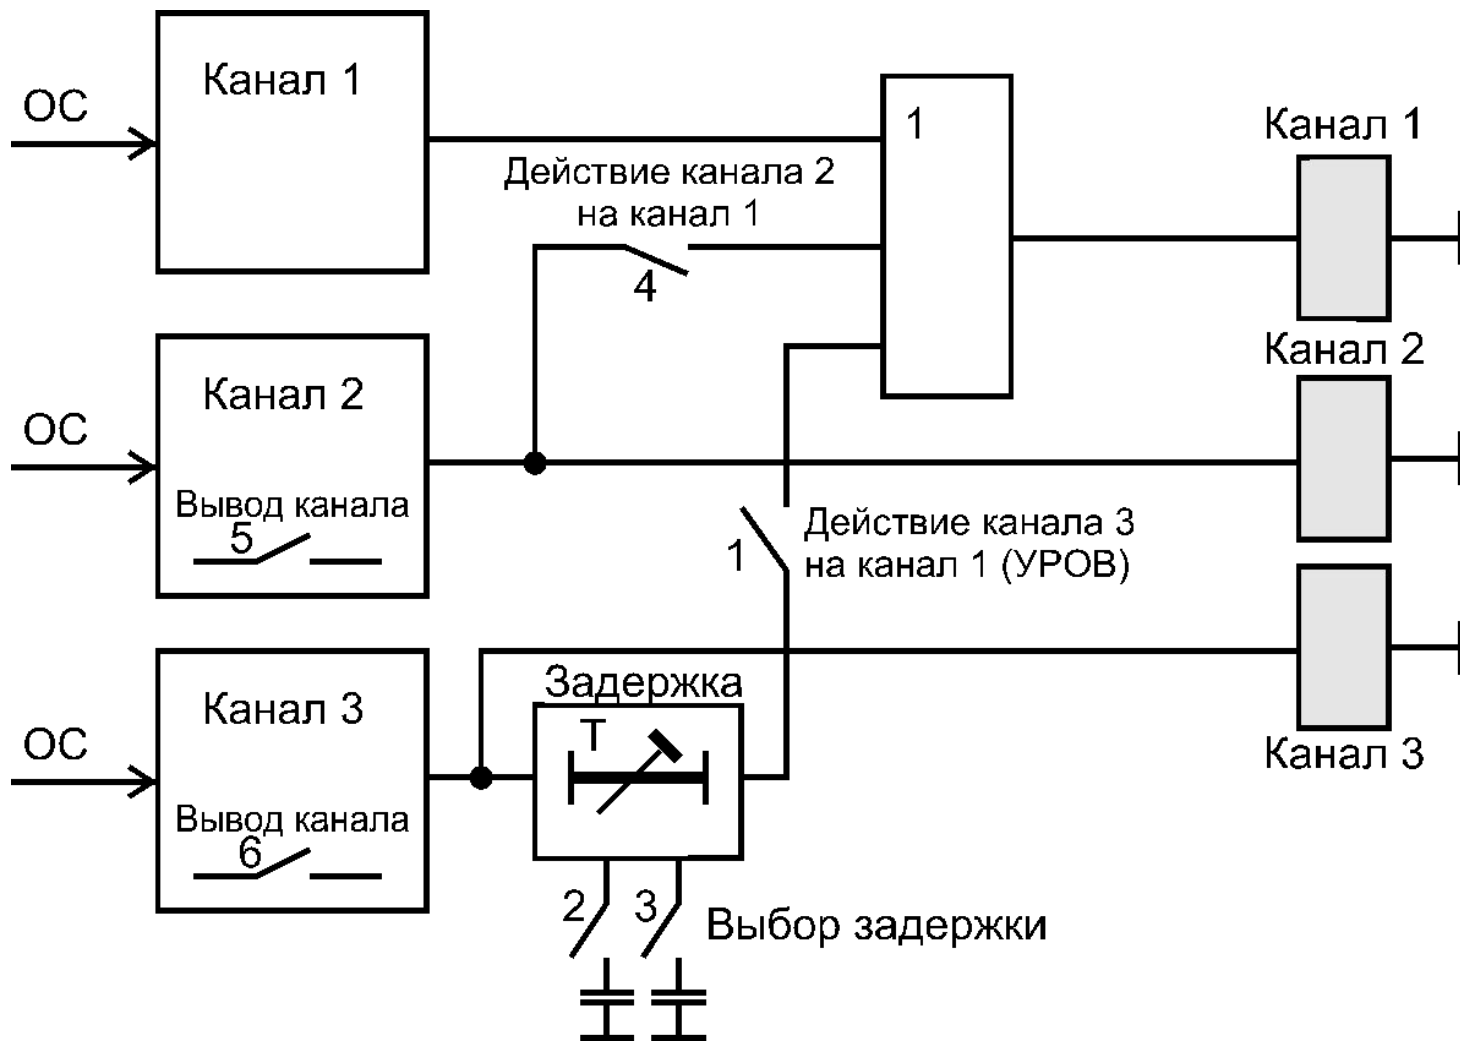 ОС
Канал 1
1
Канал 1
Действие канала 2
на канал 1
4
ОС
Канал 2
Вывод канала
5
Канал 2
1
Действие канала 3
на канал 1 (УРОВ)
ОС
Канал 3
Вывод канала
6
Задержка
Т
Канал 3
2
3
Выбор задержки